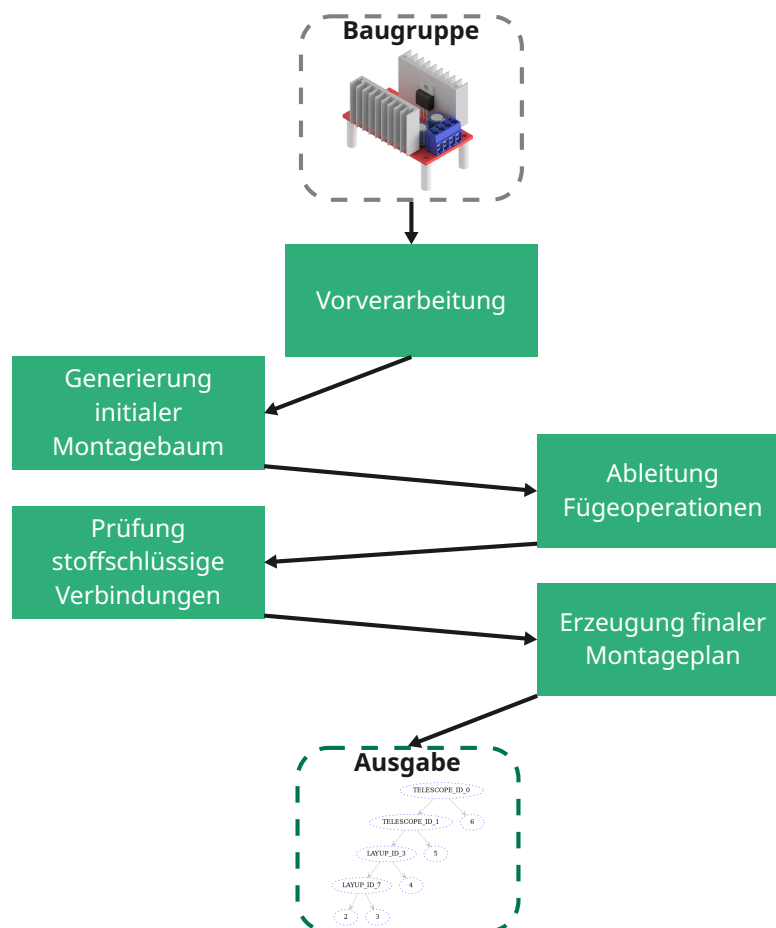 Baugruppe
Vorverarbeitung
Generierung
initialer
Montagebaum
Ableitung
Fügeoperationen
Prüfung
stoffschlüssige
Verbindungen
Erzeugung finaler
Montageplan
Ausgabe
TELESCOPE_ID_0
TELESCOPE_ID_1
6
LAYUP_ID_3
5
LAYUP_ID_7
4
2
3